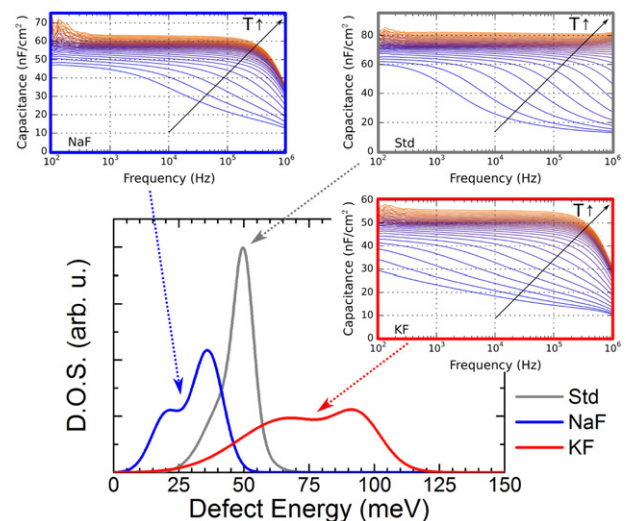 Capacitance (nF/cm²)
70
60
50
40
30
20
10
0
T↑
NaF
10² 10³ 10⁴ 10⁵ 10⁶
Frequency (Hz)
Capacitance (nF/cm²)
80
60
40
20
0
T↑
Std
10² 10³ 10⁴ 10⁵ 10⁶
Frequency (Hz)
Capacitance (nF/cm²)
60
50
40
30
20
10
0
T↑
KF
10² 10³ 10⁴ 10⁵ 10⁶
Frequency (Hz)
D.O.S. (arb. u.)
Std
NaF
KF
0 25 50 75 100 125 150
Defect Energy (meV)